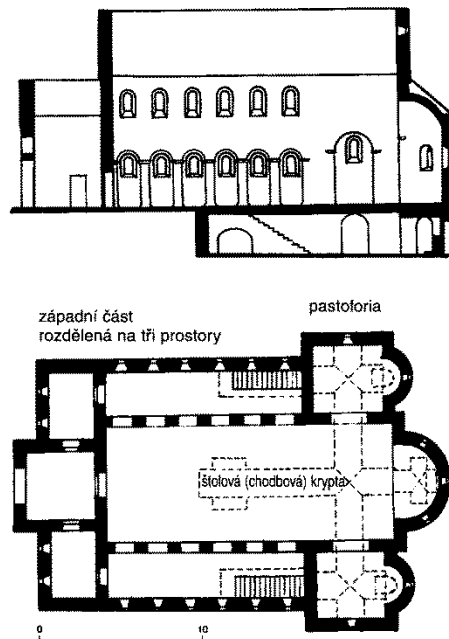 západní část
rozdělená na tři prostory
pastoforia
štolová (chodbová) krypta
0 10